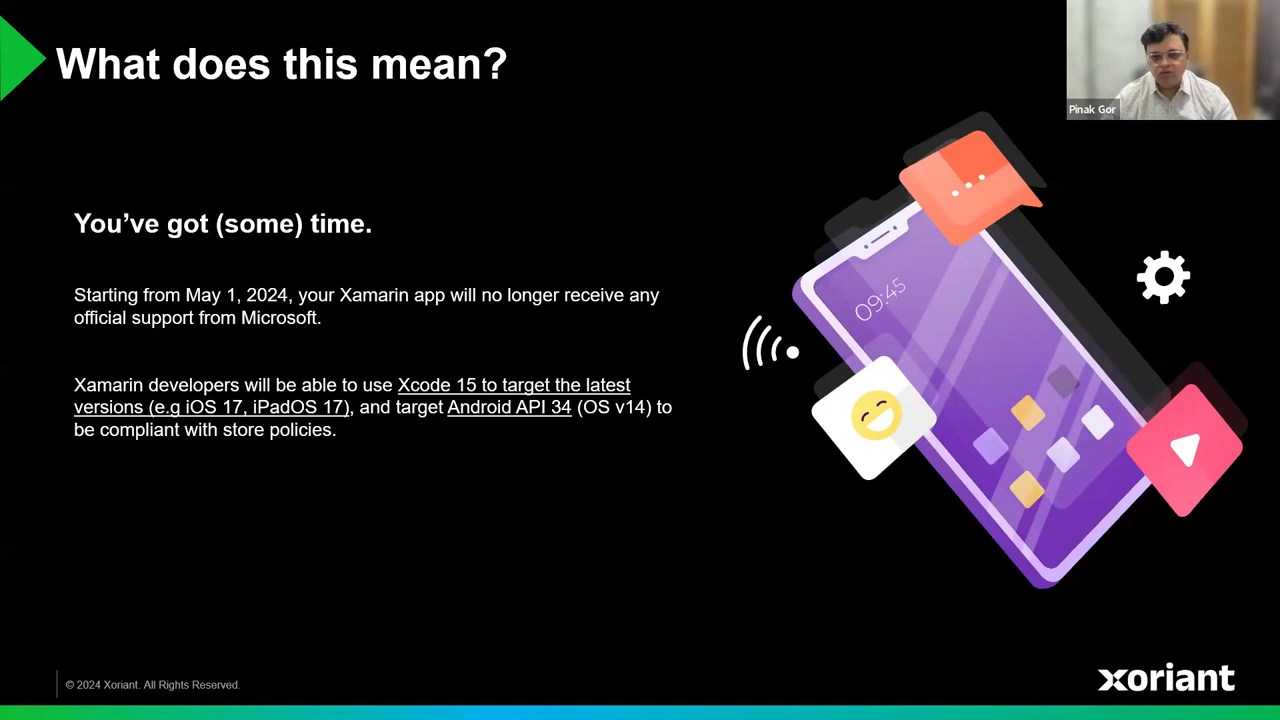 What does this mean?
Pinak Gor
You’ve got (some) time.
Starting from May 1, 2024, your Xamarin app will no longer receive any
official support from Microsoft.
Xamarin developers will be able to use Xcode 15 to target the latest
versions (e.g iOS 17, iPadOS 17), and target Android API 34 (OS v14) to
be compliant with store policies.
09:45
© 2024 Xoriant. All Rights Reserved.
xoriant